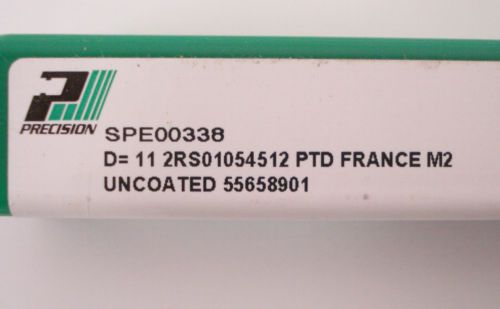 PRECISION
SPE00338
D= 11 2RS01054512 PTD FRANCE M2
UNCOATED 55658901